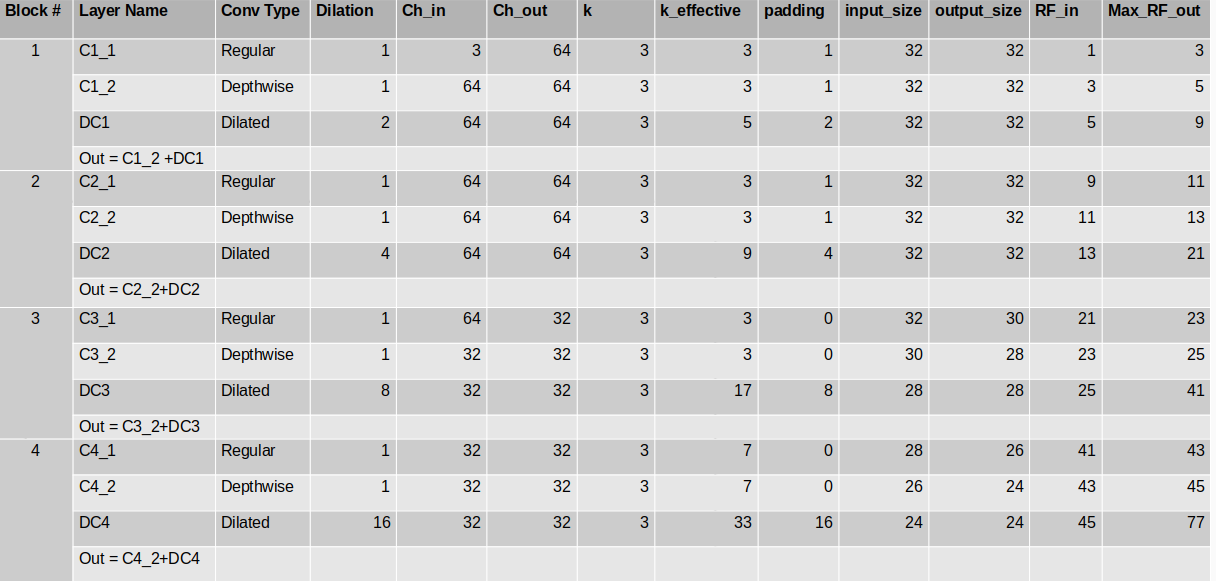 Block # Layer Name Conv Type Dilation Ch_in Ch_out k k_effective padding input_size output_size RF_in Max_RF_out
1 C1_1 Regular 1 3 64 3 3 1 32 32 1 3
C1_2 Depthwise 1 64 64 3 3 1 32 32 3 5
DC1 Dilated 2 64 64 3 5 2 32 32 5 9
Out = C1_2 +DC1
2 C2_1 Regular 1 64 64 3 3 1 32 32 9 11
C2_2 Depthwise 1 64 64 3 3 1 32 32 11 13
DC2 Dilated 4 64 64 3 9 4 32 32 13 21
Out = C2_2+DC2
3 C3_1 Regular 1 64 32 3 3 0 32 30 21 23
C3_2 Depthwise 1 32 32 3 3 0 30 28 23 25
DC3 Dilated 8 32 32 3 17 8 28 28 25 41
Out = C3_2+DC3
4 C4_1 Regular 1 32 32 3 7 0 28 26 41 43
C4_2 Depthwise 1 32 32 3 7 0 26 24 43 45
DC4 Dilated 16 32 32 3 33 16 24 24 45 77
Out = C4_2+DC4